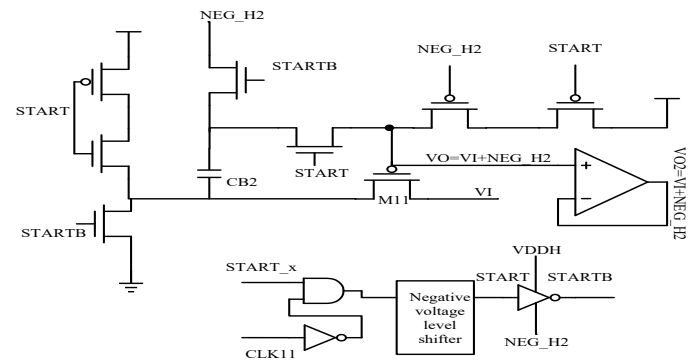 NEG_H2
STARTB
NEG_H2
START
START
CB2
START
VO=VI+NEG_H2
M11
VI
VO2=VI+NEG_H2
+
−
STARTB
VDDH
START_x
START
STARTB
Negative
voltage
level
shifter
NEG_H2
CLK11